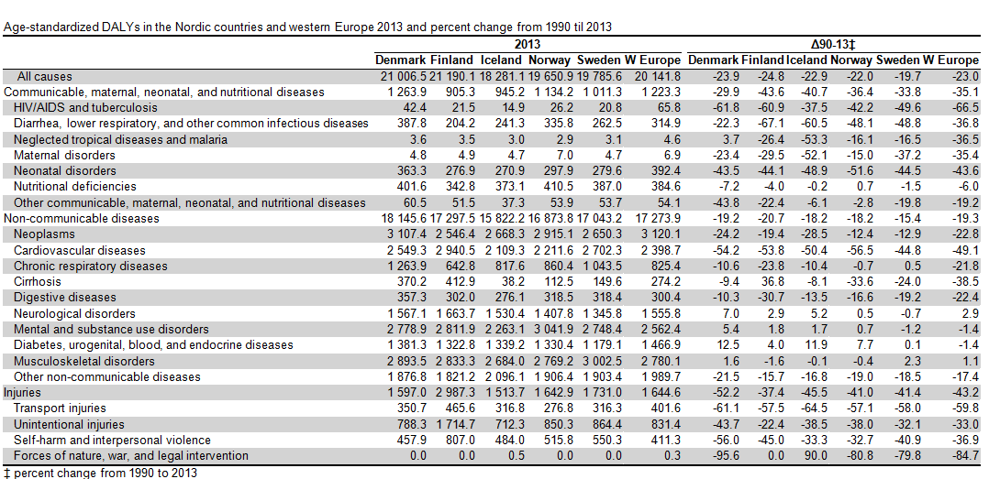 Age-standardized DALYs in the Nordic countries and western Europe 2013 and percent change from 1990 til 2013
2013 Δ90-13‡
Denmark Finland Iceland Norway Sweden W Europe Denmark Finland Iceland Norway Sweden W Europe
All causes 21 006.5 21 190.1 18 281.1 19 650.9 19 785.6 20 141.8 -23.9 -24.8 -22.9 -22.0 -19.7 -23.0
Communicable, maternal, neonatal, and nutritional diseases 1 263.9 905.3 945.2 1 134.2 1 011.3 1 223.3 -29.9 -43.6 -40.7 -36.4 -33.8 -35.1
HIV/AIDS and tuberculosis 42.4 21.5 14.9 26.2 20.8 65.8 -61.8 -60.9 -37.5 -42.2 -49.6 -66.5
Diarrhea, lower respiratory, and other common infectious diseases 387.8 204.2 241.3 335.8 262.5 314.9 -22.3 -67.1 -60.5 -48.1 -48.8 -36.8
Neglected tropical diseases and malaria 3.6 3.5 3.0 2.9 3.1 4.6 3.7 -26.4 -53.3 -16.1 -16.5 -36.5
Maternal disorders 4.8 4.9 4.7 7.0 4.7 6.9 -23.4 -29.5 -52.1 -15.0 -37.2 -35.4
Neonatal disorders 363.3 276.9 270.9 297.9 279.6 392.4 -43.5 -44.1 -48.9 -51.6 -44.5 -43.6
Nutritional deficiencies 401.6 342.8 373.1 410.5 387.0 384.6 -7.2 -4.0 -0.2 0.7 -1.5 -6.0
Other communicable, maternal, neonatal, and nutritional diseases 60.5 51.5 37.3 53.9 53.7 54.1 -43.8 -22.4 -6.1 -2.8 -19.8 -19.2
Non-communicable diseases 18 145.6 17 297.5 15 822.2 16 873.8 17 043.2 17 273.9 -19.2 -20.7 -18.2 -18.2 -15.4 -19.3
Neoplasms 3 107.4 2 546.4 2 668.3 2 915.1 2 650.3 3 120.1 -24.2 -19.4 -28.5 -12.4 -12.9 -22.8
Cardiovascular diseases 2 549.3 2 940.5 2 109.3 2 211.6 2 702.3 2 398.7 -54.2 -53.8 -50.4 -56.5 -44.8 -49.1
Chronic respiratory diseases 1 263.9 642.8 817.6 860.4 1 043.5 825.4 -10.6 -23.8 -10.4 -0.7 0.5 -21.8
Cirrhosis 370.2 412.9 38.2 112.5 149.6 274.2 -9.4 36.8 -8.1 -33.6 -24.0 -38.5
Digestive diseases 357.3 302.0 276.1 318.5 318.4 300.4 -10.3 -30.7 -13.5 -16.6 -19.2 -22.4
Neurological disorders 1 567.1 1 663.7 1 530.4 1 407.8 1 345.8 1 555.8 7.0 2.9 5.2 0.5 -0.7 2.9
Mental and substance use disorders 2 778.9 2 811.9 2 263.1 3 041.9 2 748.4 2 562.4 5.4 1.8 1.7 0.7 -1.2 -1.4
Diabetes, urogenital, blood, and endocrine diseases 1 381.3 1 322.8 1 339.2 1 330.4 1 179.1 1 466.9 12.5 4.0 11.9 7.7 0.1 -1.4
Musculoskeletal disorders 2 893.5 2 833.3 2 684.0 2 769.2 3 002.5 2 780.1 1.6 -1.6 -0.1 -0.4 2.3 1.1
Other non-communicable diseases 1 876.8 1 821.2 2 096.1 1 906.4 1 903.4 1 989.7 -21.5 -15.7 -16.8 -19.0 -18.5 -17.4
Injuries 1 597.0 2 987.3 1 513.7 1 642.9 1 731.0 1 644.6 -52.2 -37.4 -45.5 -41.0 -41.4 -43.2
Transport injuries 350.7 465.6 316.8 276.8 316.3 401.6 -61.1 -57.5 -64.5 -57.1 -58.0 -59.8
Unintentional injuries 788.3 1 714.7 712.3 850.3 864.4 831.4 -43.7 -22.4 -38.5 -38.0 -32.1 -33.0
Self-harm and interpersonal violence 457.9 807.0 484.0 515.8 550.3 411.3 -56.0 -45.0 -33.3 -32.7 -40.9 -36.9
Forces of nature, war, and legal intervention 0.0 0.0 0.5 0.0 0.0 0.3 -95.6 0.0 90.0 -80.8 -79.8 -84.7
‡ percent change from 1990 to 2013